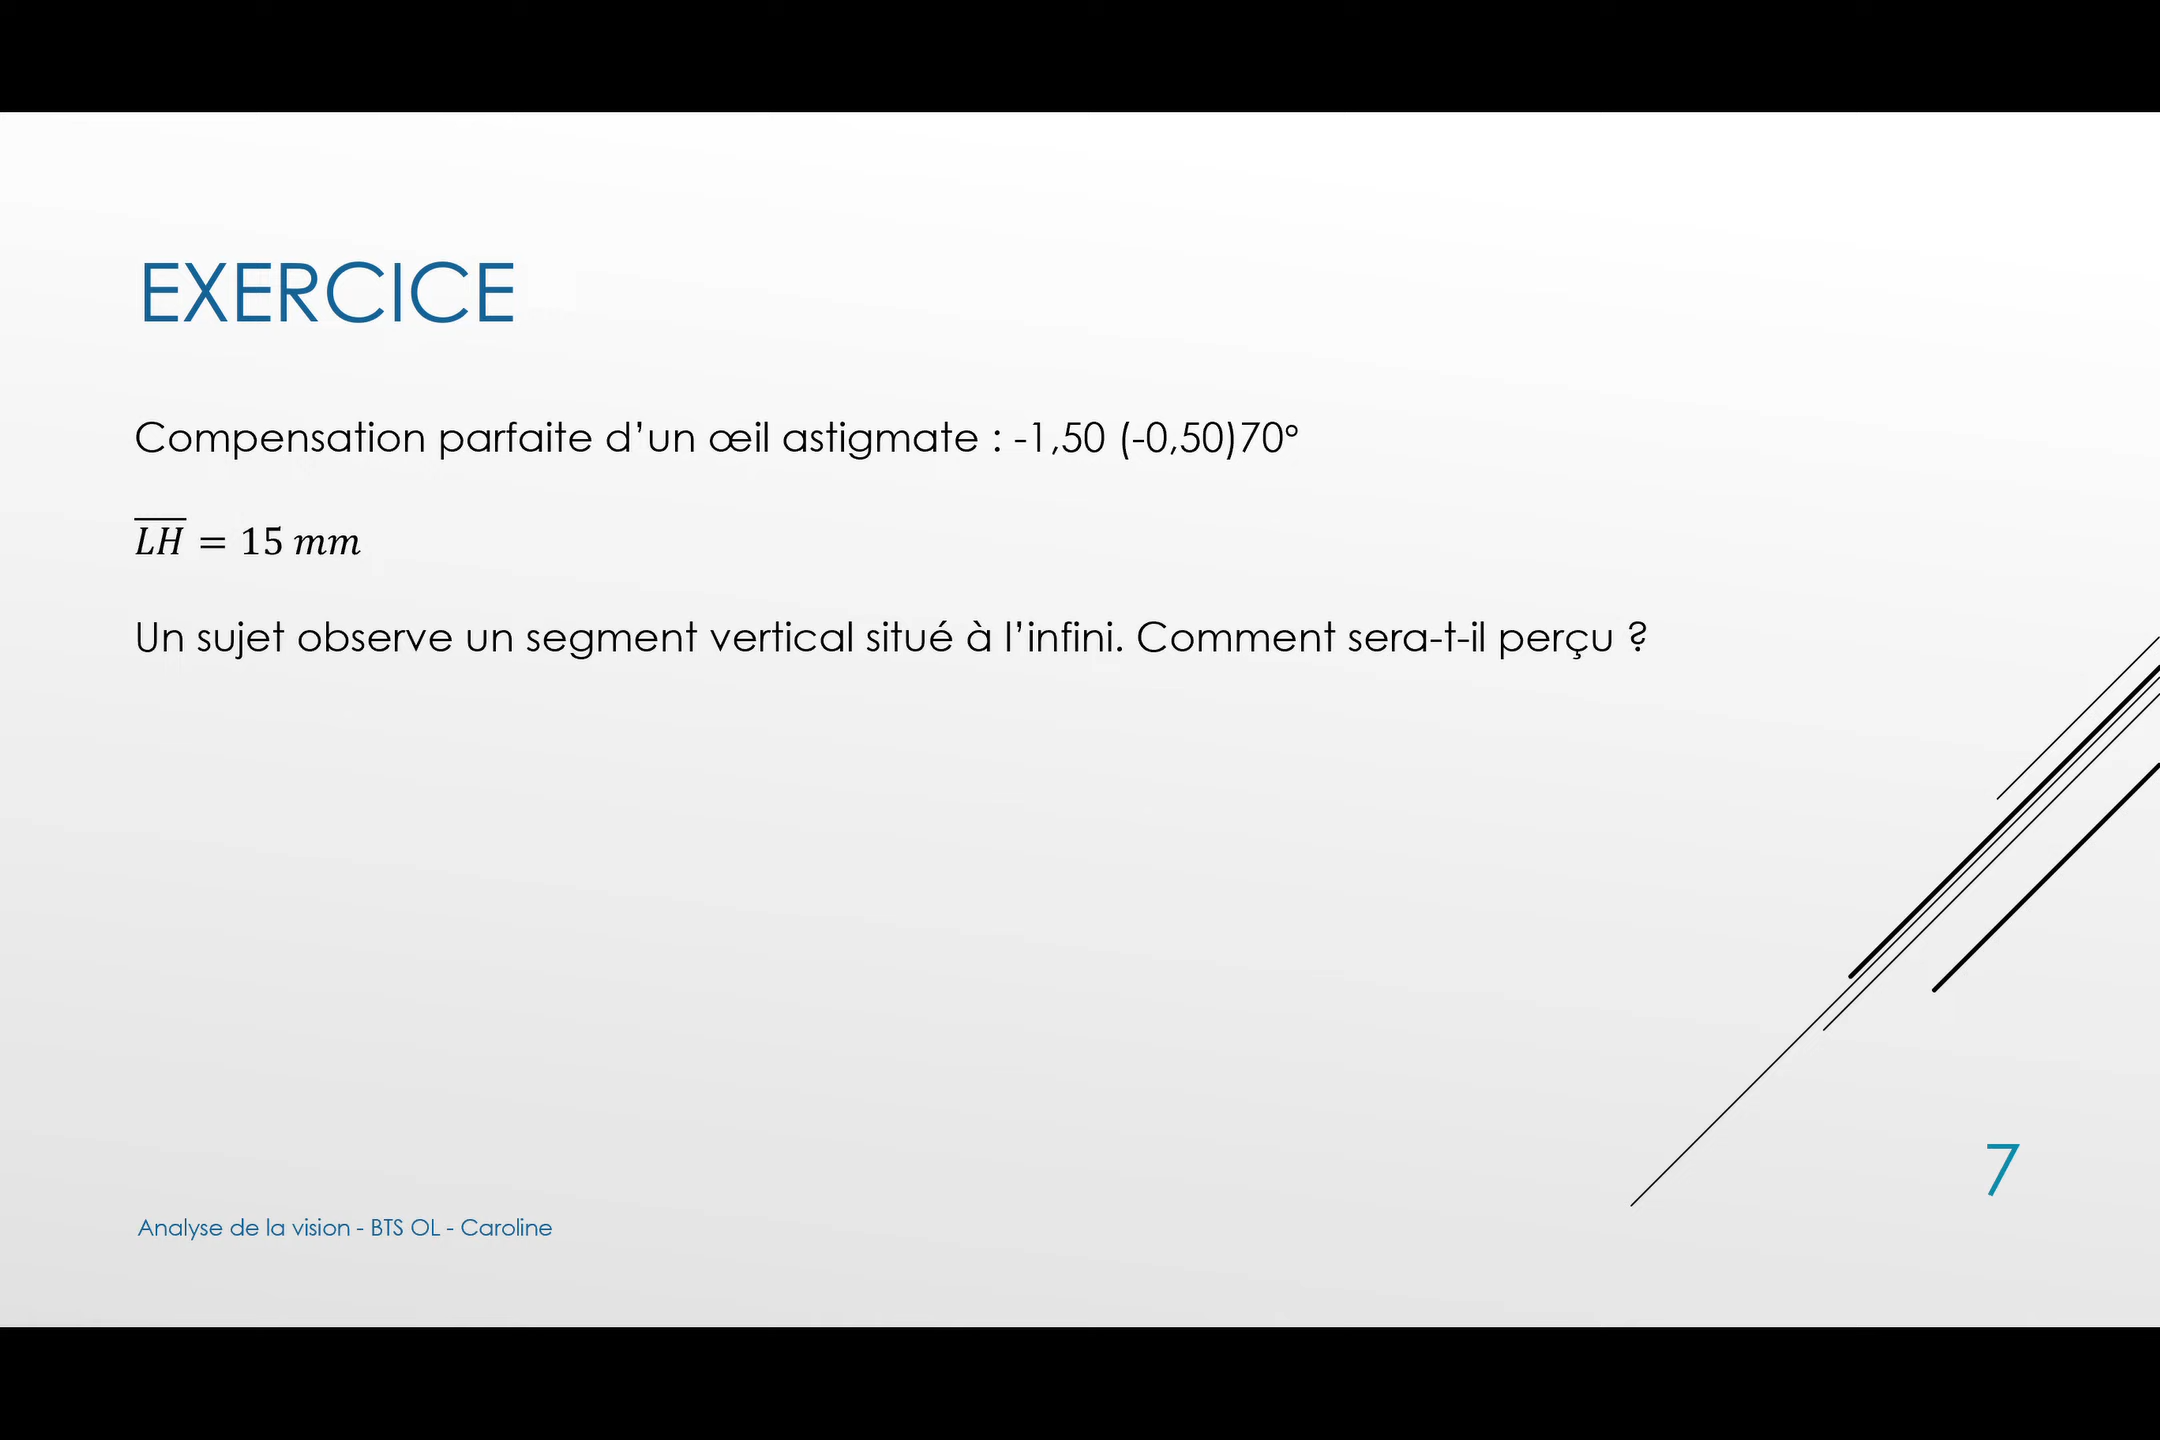 EXERCICE
Compensation parfaite d’un œil astigmate : -1,50 (-0,50)70°
$\overline{LH} = 15\ mm$
Un sujet observe un segment vertical situé à l’infini. Comment sera-t-il perçu ?
7
Analyse de la vision - BTS OL - Caroline